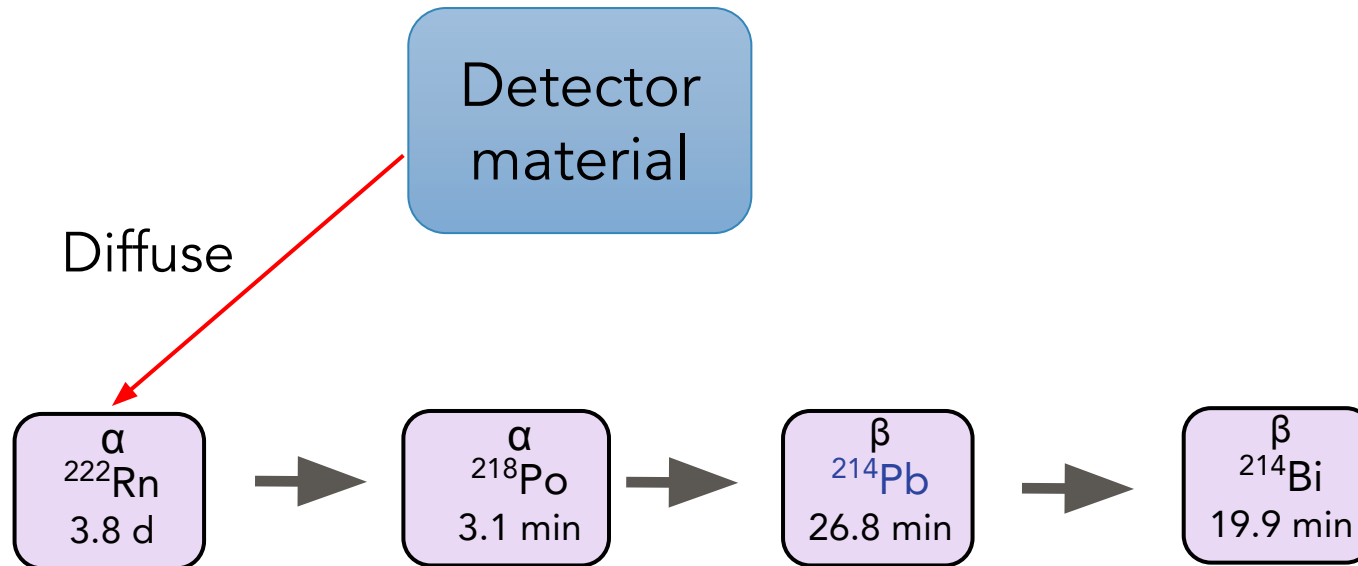 Detector
material
Diffuse
α
²²²Rn
3.8 d
α
²¹⁸Po
3.1 min
β
²¹⁴Pb
26.8 min
β
²¹⁴Bi
19.9 min